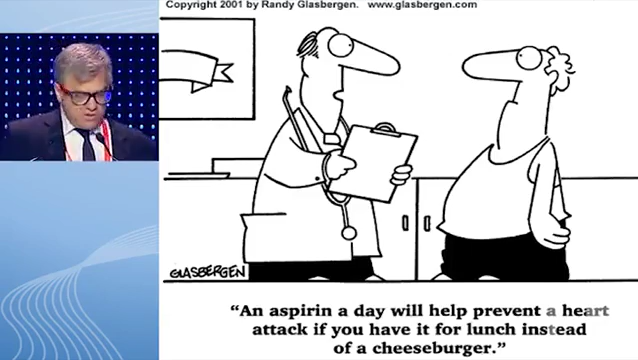 Copyright 2001 by Randy Glasbergen. www.glasbergen.com
GLASBERGEN
"An aspirin a day will help prevent a heart
attack if you have it for lunch instead
of a cheeseburger."